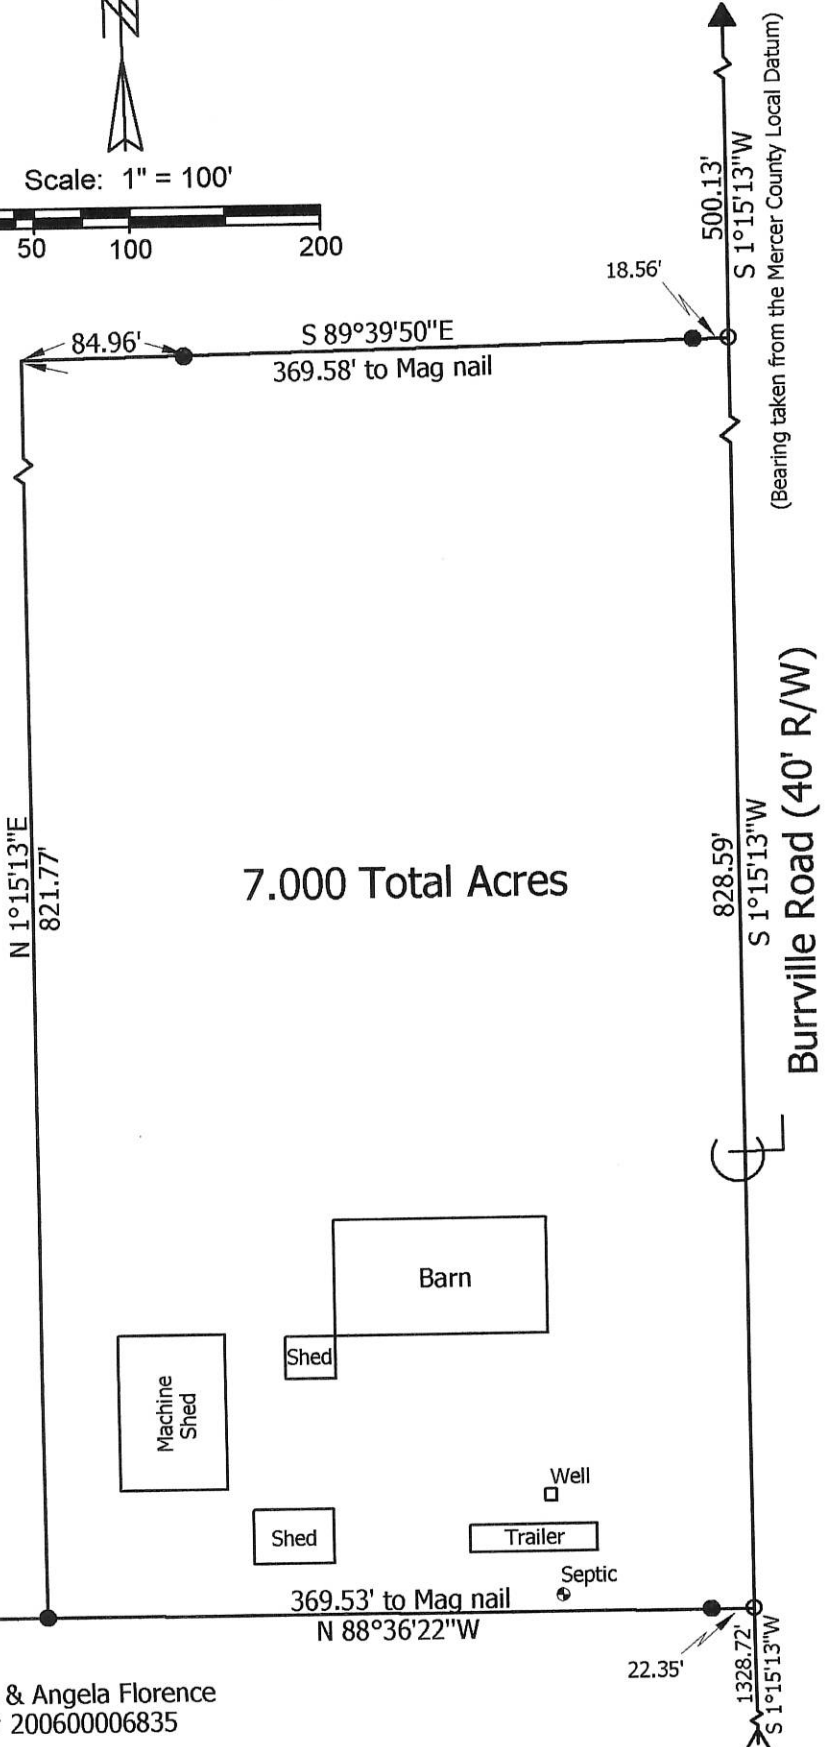 N
Scale: 1" = 100'
50 100 200
500.13'
S 1°15'13"W
(Bearing taken from the Mercer County Local Datum)
18.56'
84.96'
S 89°39'50"E
369.58' to Mag nail
N 1°15'13"E
821.77'
7.000 Total Acres
828.59'
S 1°15'13"W
Burrville Road (40' R/W)
Barn
Shed
Machine
Shed
Well
Shed
Trailer
Septic
369.53' to Mag nail
N 88°36'22"W
22.35'
1328.72'
S 1°15'13"W
& Angela Florence
200600006835